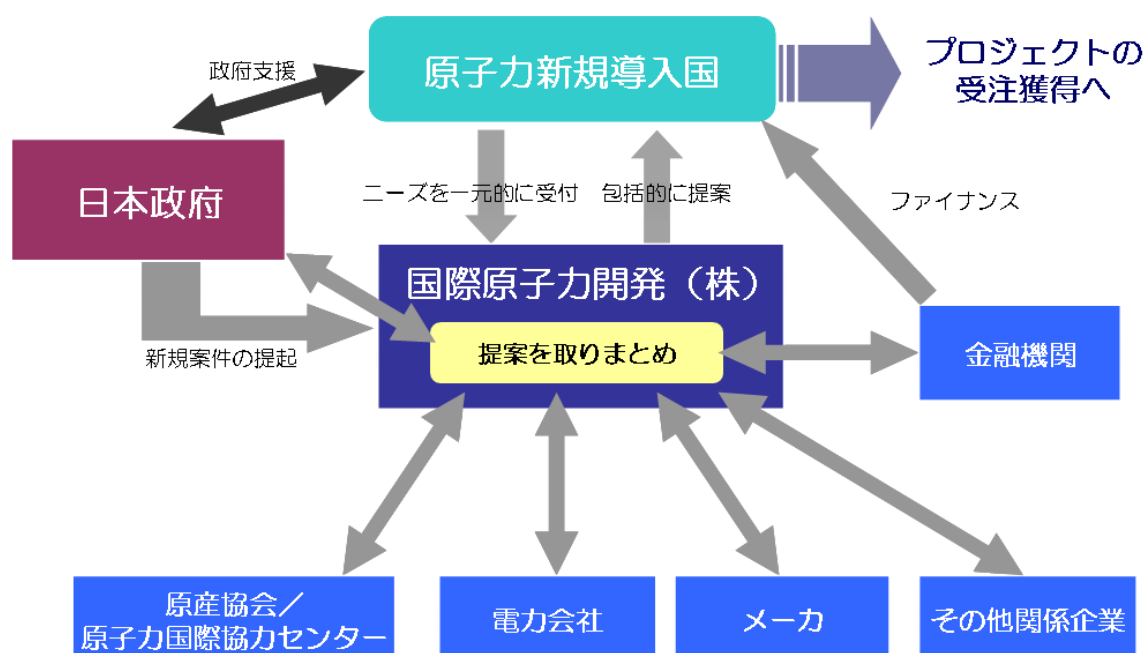 政府支援
原子力新規導入国
プロジェクトの
受注獲得へ
日本政府
ニーズを一元的に受付
包括的に提案
ファイナンス
国際原子力開発（株）
提案を取りまとめ
新規案件の提起
金融機関
原産協会／
原子力国際協力センター
電力会社
メーカ
その他関係企業